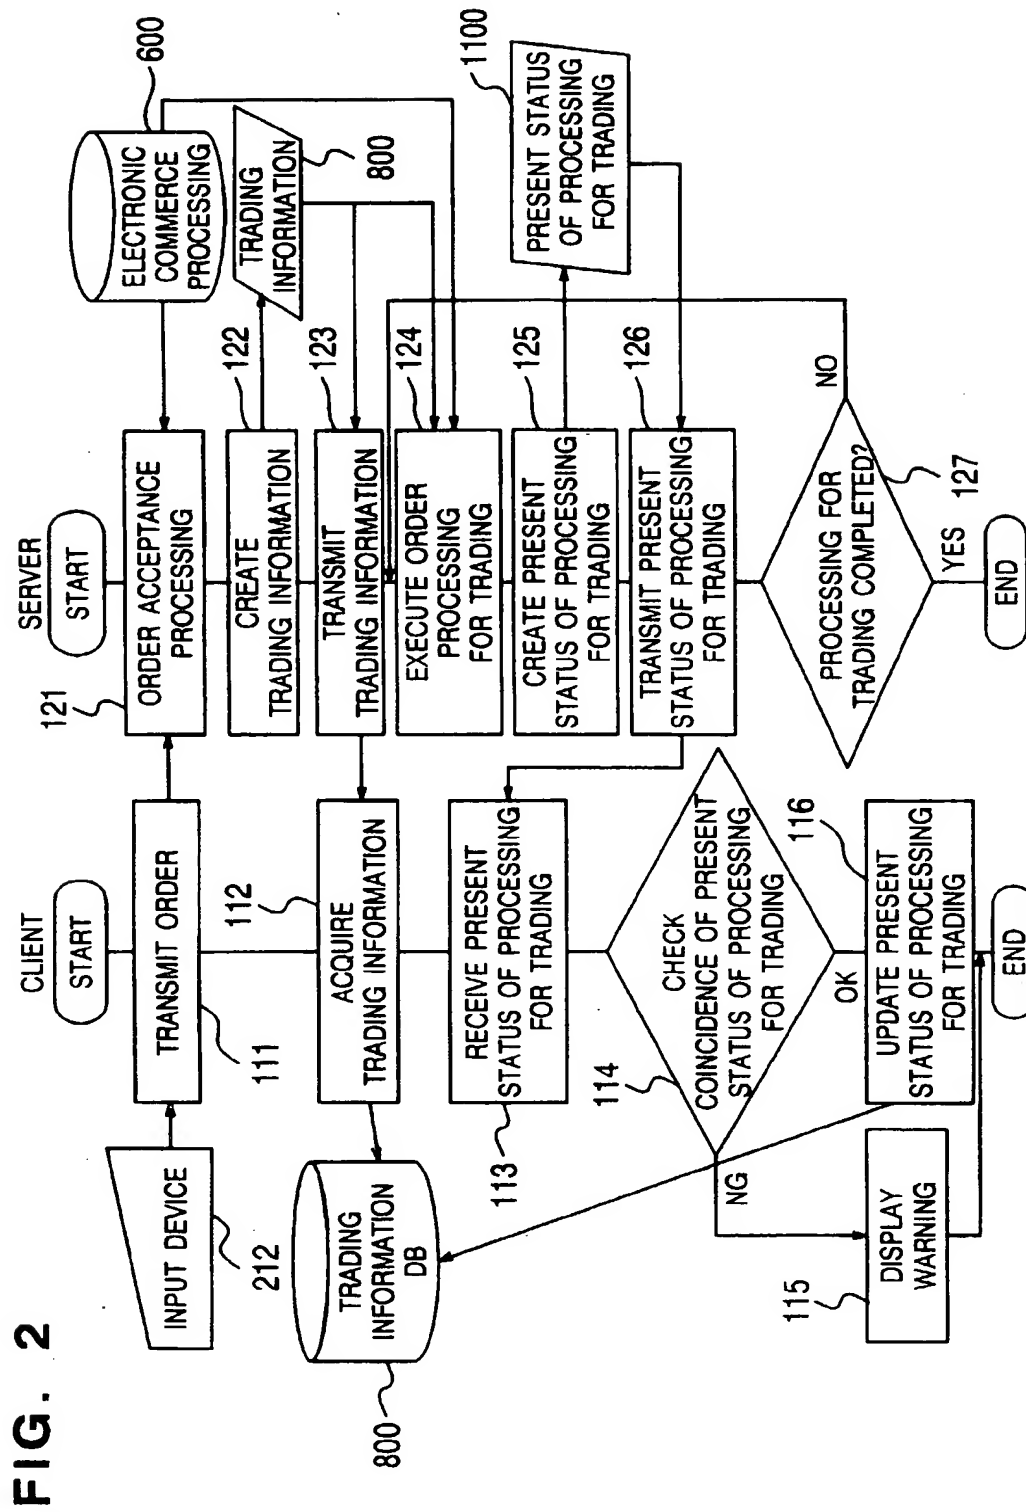 FIG. 2
CLIENT
START
INPUT DEVICE
212
TRANSMIT ORDER
111
ACQUIRE
TRADING INFORMATION
112
TRADING
INFORMATION
DB
800
RECEIVE PRESENT
STATUS OF PROCESSING
FOR TRADING
113
CHECK
COINCIDENCE OF PRESENT
STATUS OF PROCESSING
FOR TRADING
114
NG
OK
DISPLAY
WARNING
115
UPDATE PRESENT
STATUS OF PROCESSING
FOR TRADING
116
END
SERVER
START
ORDER ACCEPTANCE
PROCESSING
121
ELECTRONIC
COMMERCE
PROCESSING
600
CREATE
TRADING INFORMATION
122
TRADING
INFORMATION
800
TRANSMIT
TRADING INFORMATION
123
EXECUTE ORDER
PROCESSING
FOR TRADING
124
CREATE PRESENT
STATUS OF PROCESSING
FOR TRADING
125
PRESENT STATUS
OF PROCESSING
FOR TRADING
1100
TRANSMIT PRESENT
STATUS OF PROCESSING
FOR TRADING
126
PROCESSING FOR
TRADING COMPLETED?
127
NO
YES
END